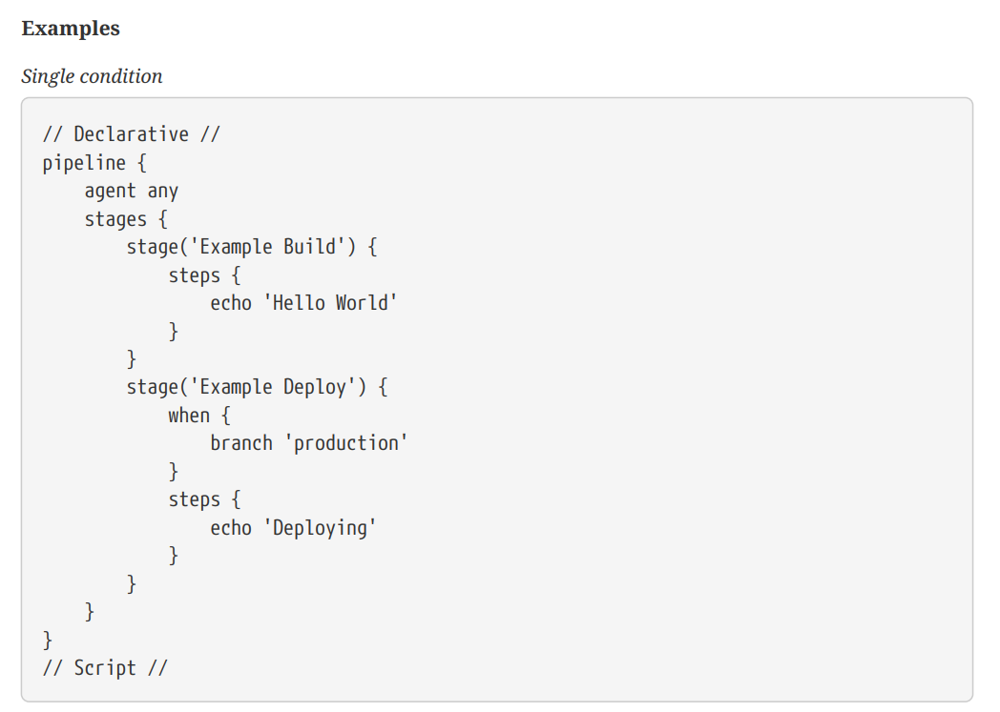 Examples
Single condition
// Declarative //
pipeline {
    agent any
    stages {
        stage('Example Build') {
            steps {
                echo 'Hello World'
            }
        }
        stage('Example Deploy') {
            when {
                branch 'production'
            }
            steps {
                echo 'Deploying'
            }
        }
    }
}
// Script //